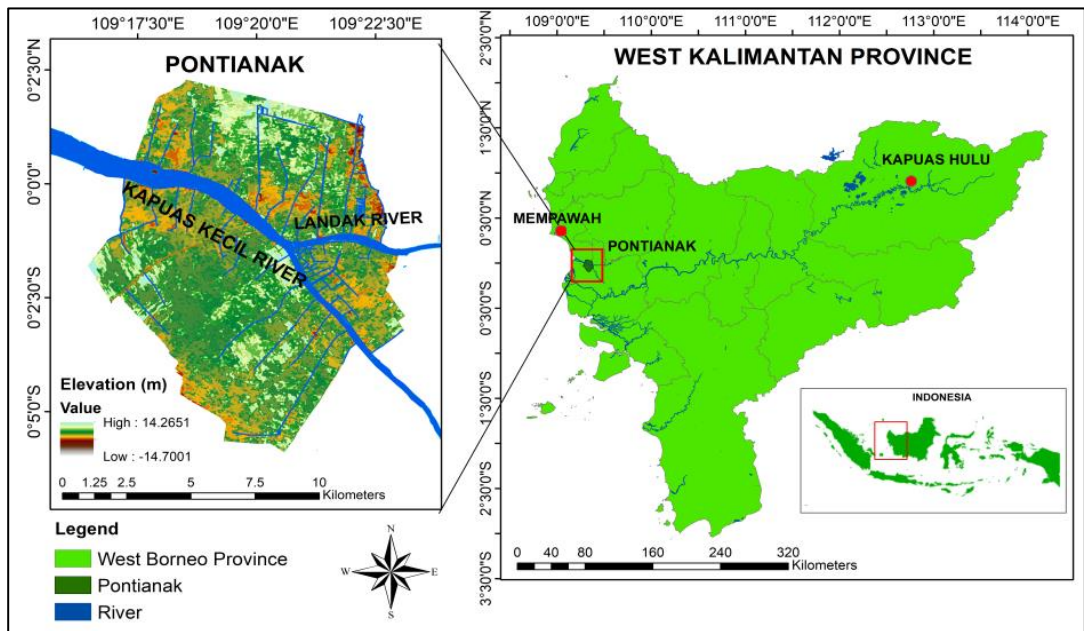 109°17'30"E 109°20'0"E 109°22'30"E
0°2'30"N
0°0'0"
0°2'30"S
0°5'0"S
PONTIANAK
KAPUAS KECIL RIVER
LANDAK RIVER
Elevation (m)
Value
High : 14.2651
Low : -14.7001
0 1.25 2.5 5 7.5 10
Kilometers
Legend
West Borneo Province
Pontianak
River
N
W E
S
109°0'0"E 110°0'0"E 111°0'0"E 112°0'0"E 113°0'0"E 114°0'0"E
2°30'0"N
1°30'0"N
0°30'0"N
0°30'0"S
1°30'0"S
2°30'0"S
3°30'0"S
WEST KALIMANTAN PROVINCE
KAPUAS HULU
MEMPAWAH
PONTIANAK
INDONESIA
0 40 80 160 240 320
Kilometers